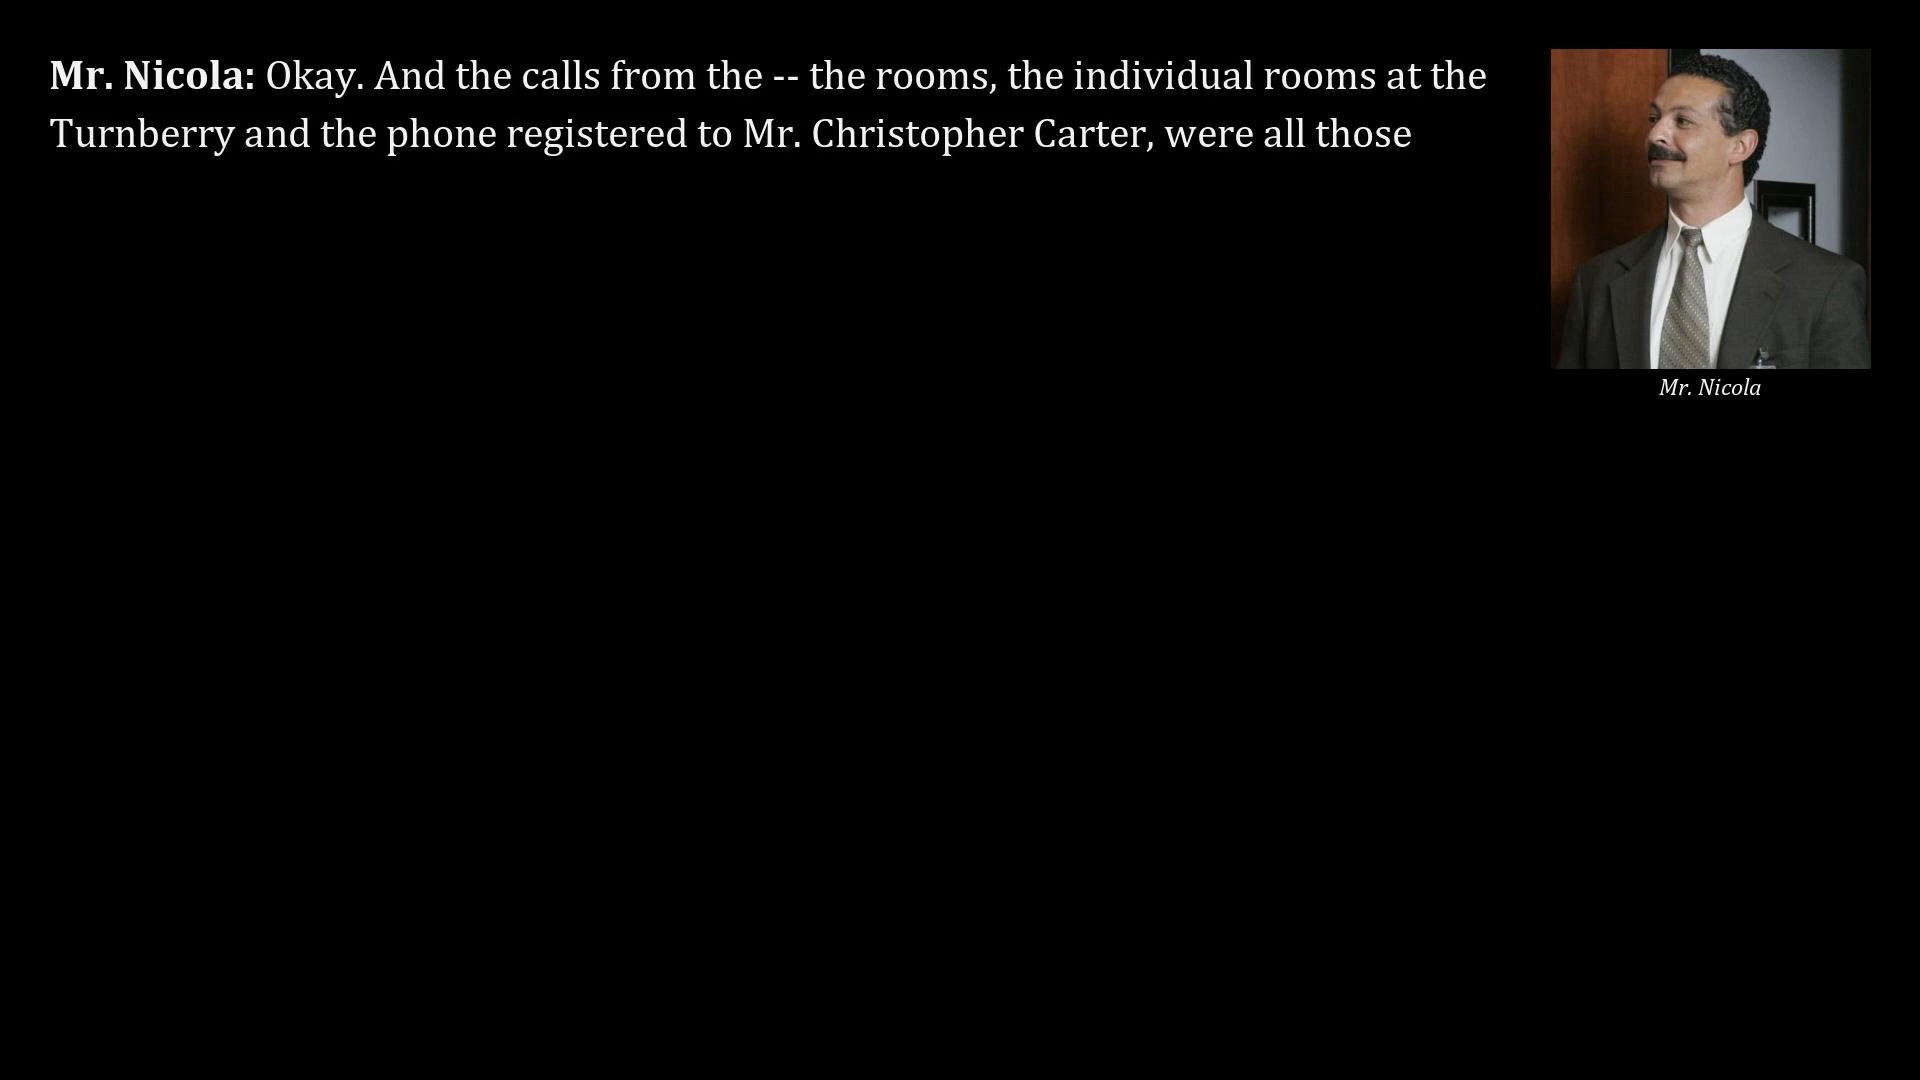 Mr. Nicola: Okay. And the calls from the -- the rooms, the individual rooms at the
Turnberry and the phone registered to Mr. Christopher Carter, were all those
Mr. Nicola